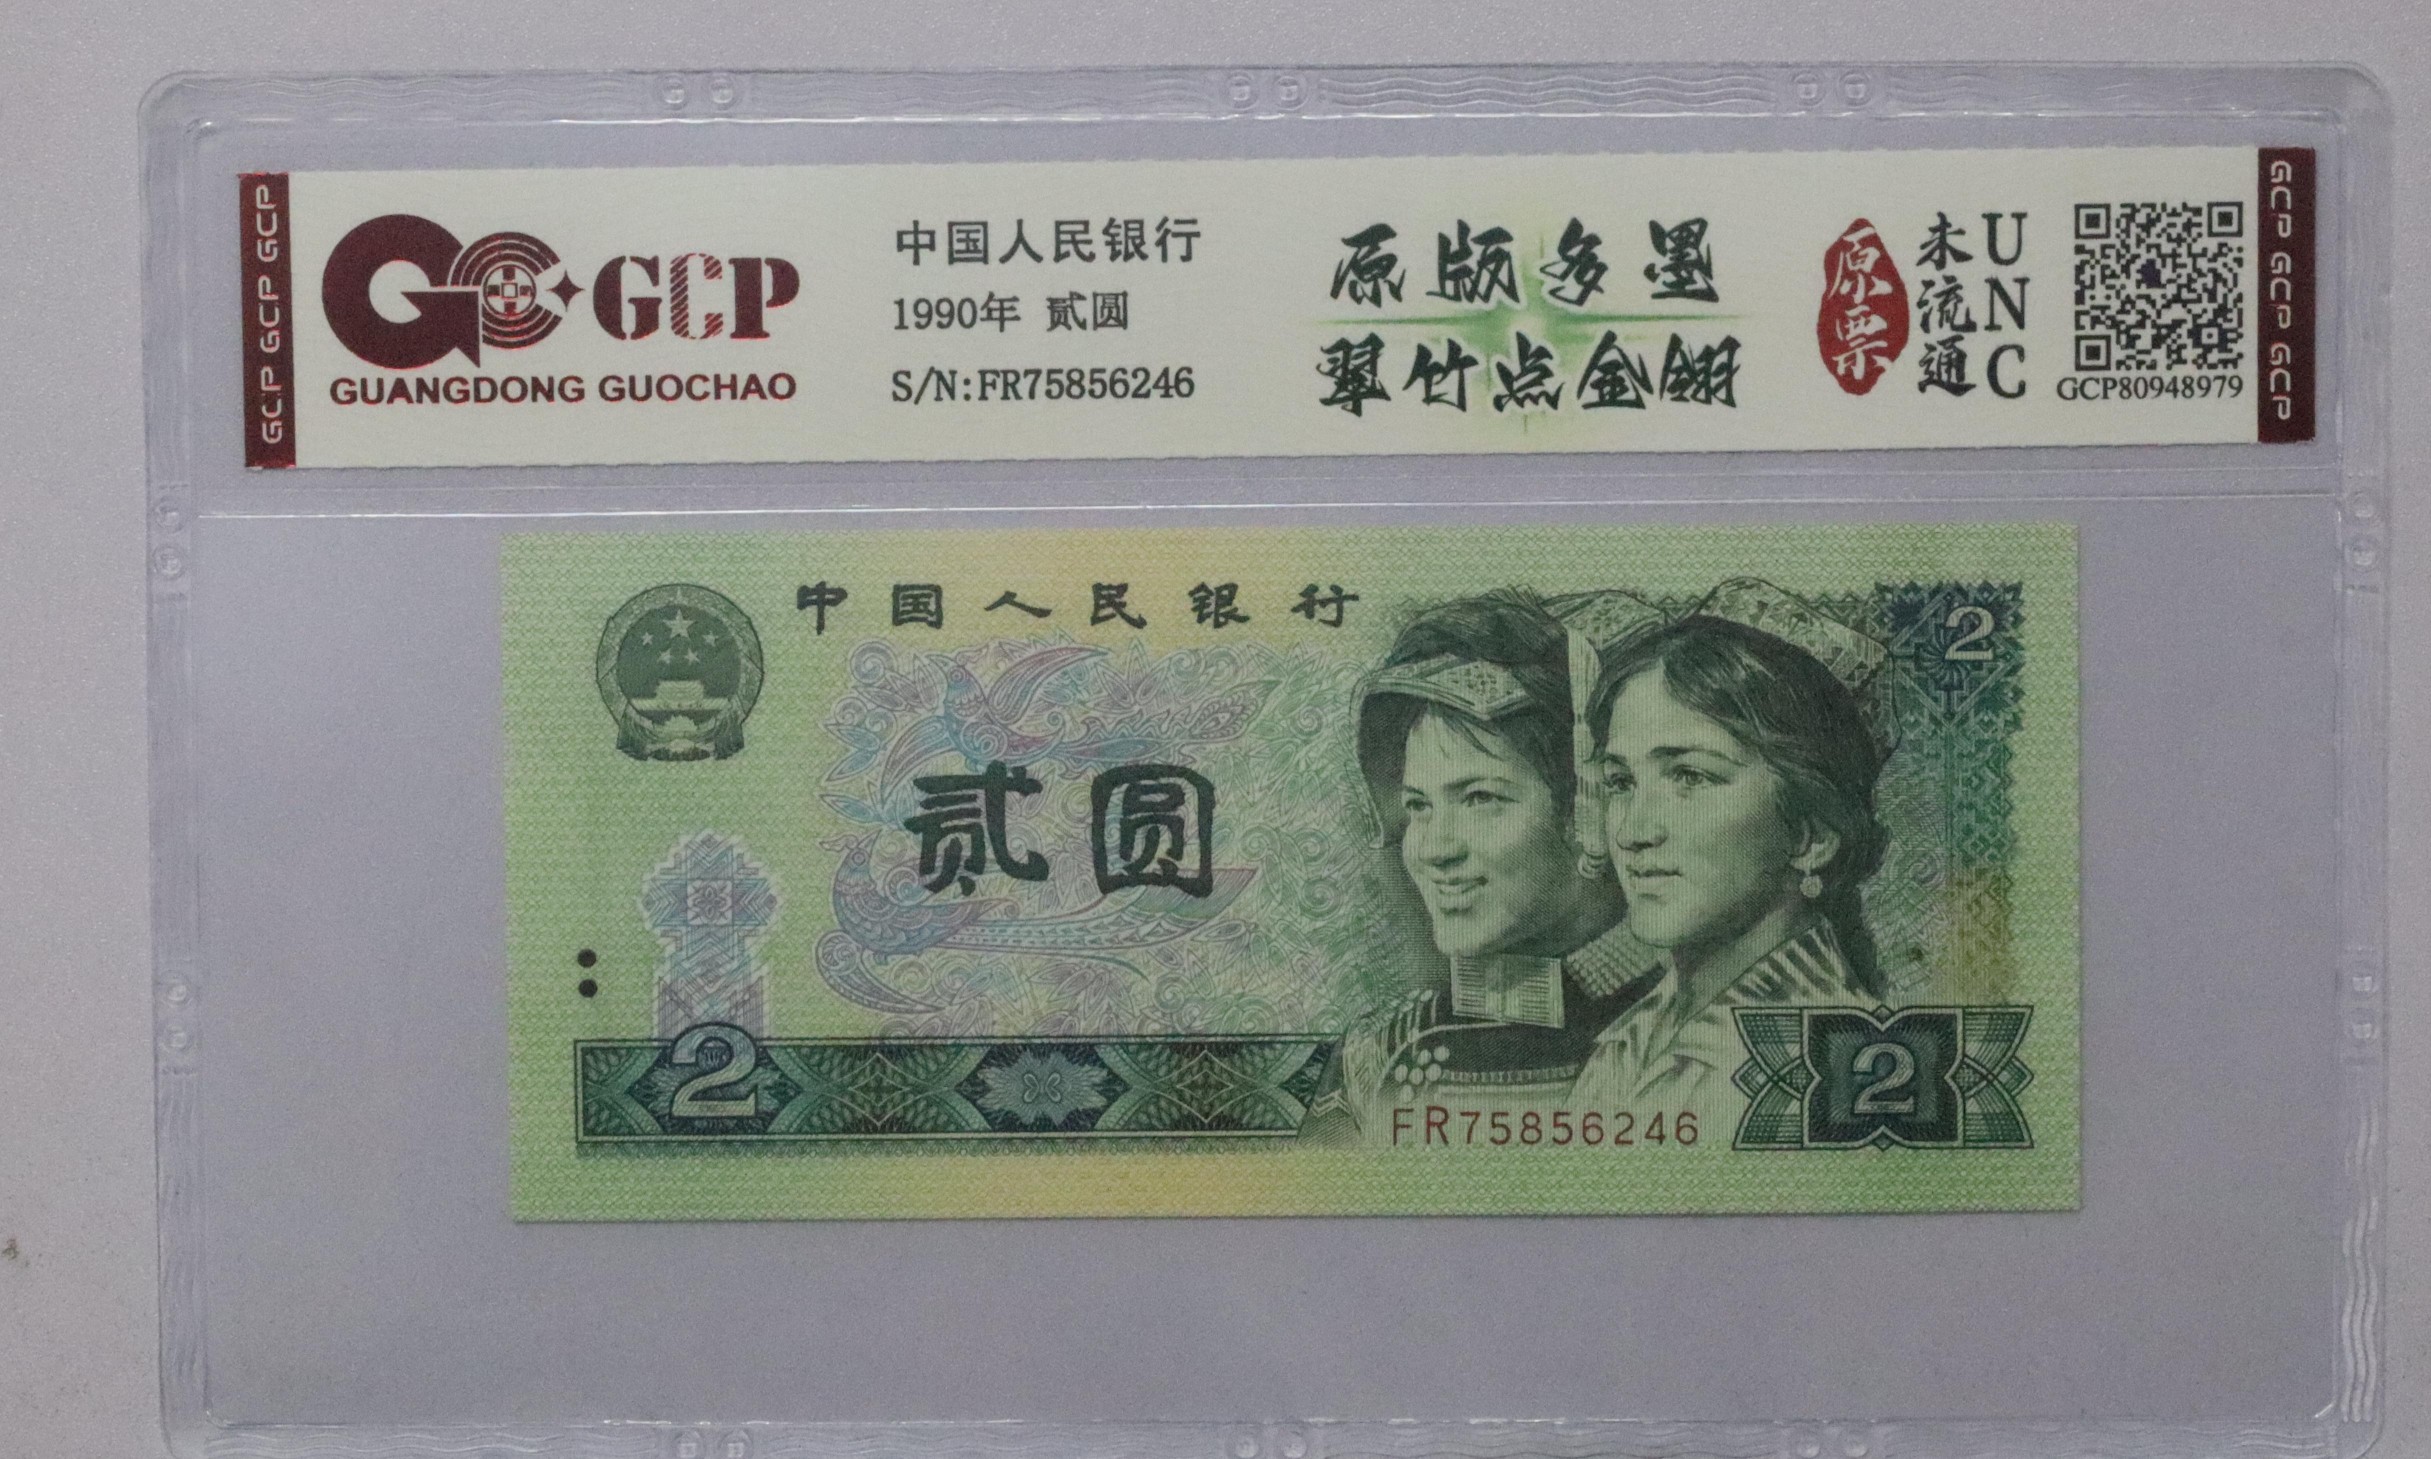 GCP GCP GCP
GCP
GUANGDONG GUOCHAO
中国人民银行
1990年 贰圆
S/N:FR75856246
原版多墨
翠竹点金翎
原票
未流通
UNC
GCP80948979
GCP GCP GCP
中国人民银行
2
贰圆
2
FR75856246
2